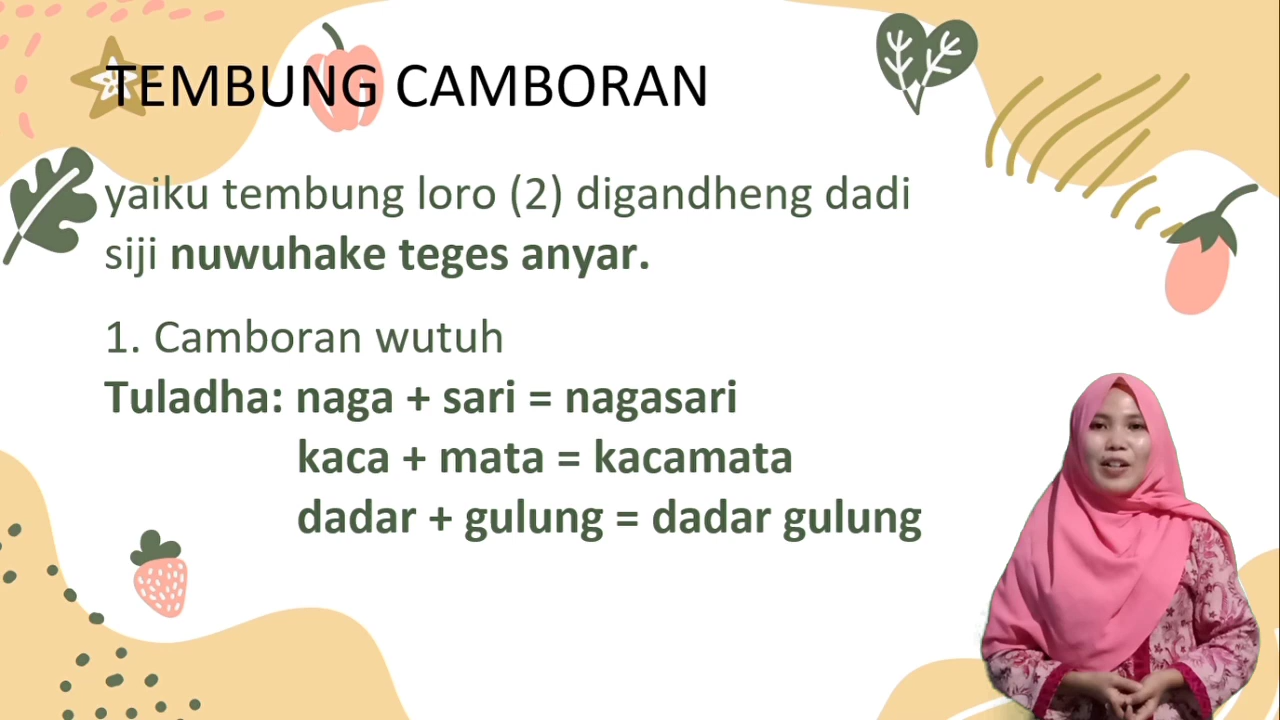 TEMBUNG CAMBORAN
yaiku tembung loro (2) digandheng dadi
siji nuwuhake teges anyar.
1. Camboran wutuh
Tuladha: naga + sari = nagasari
kaca + mata = kacamata
dadar + gulung = dadar gulung